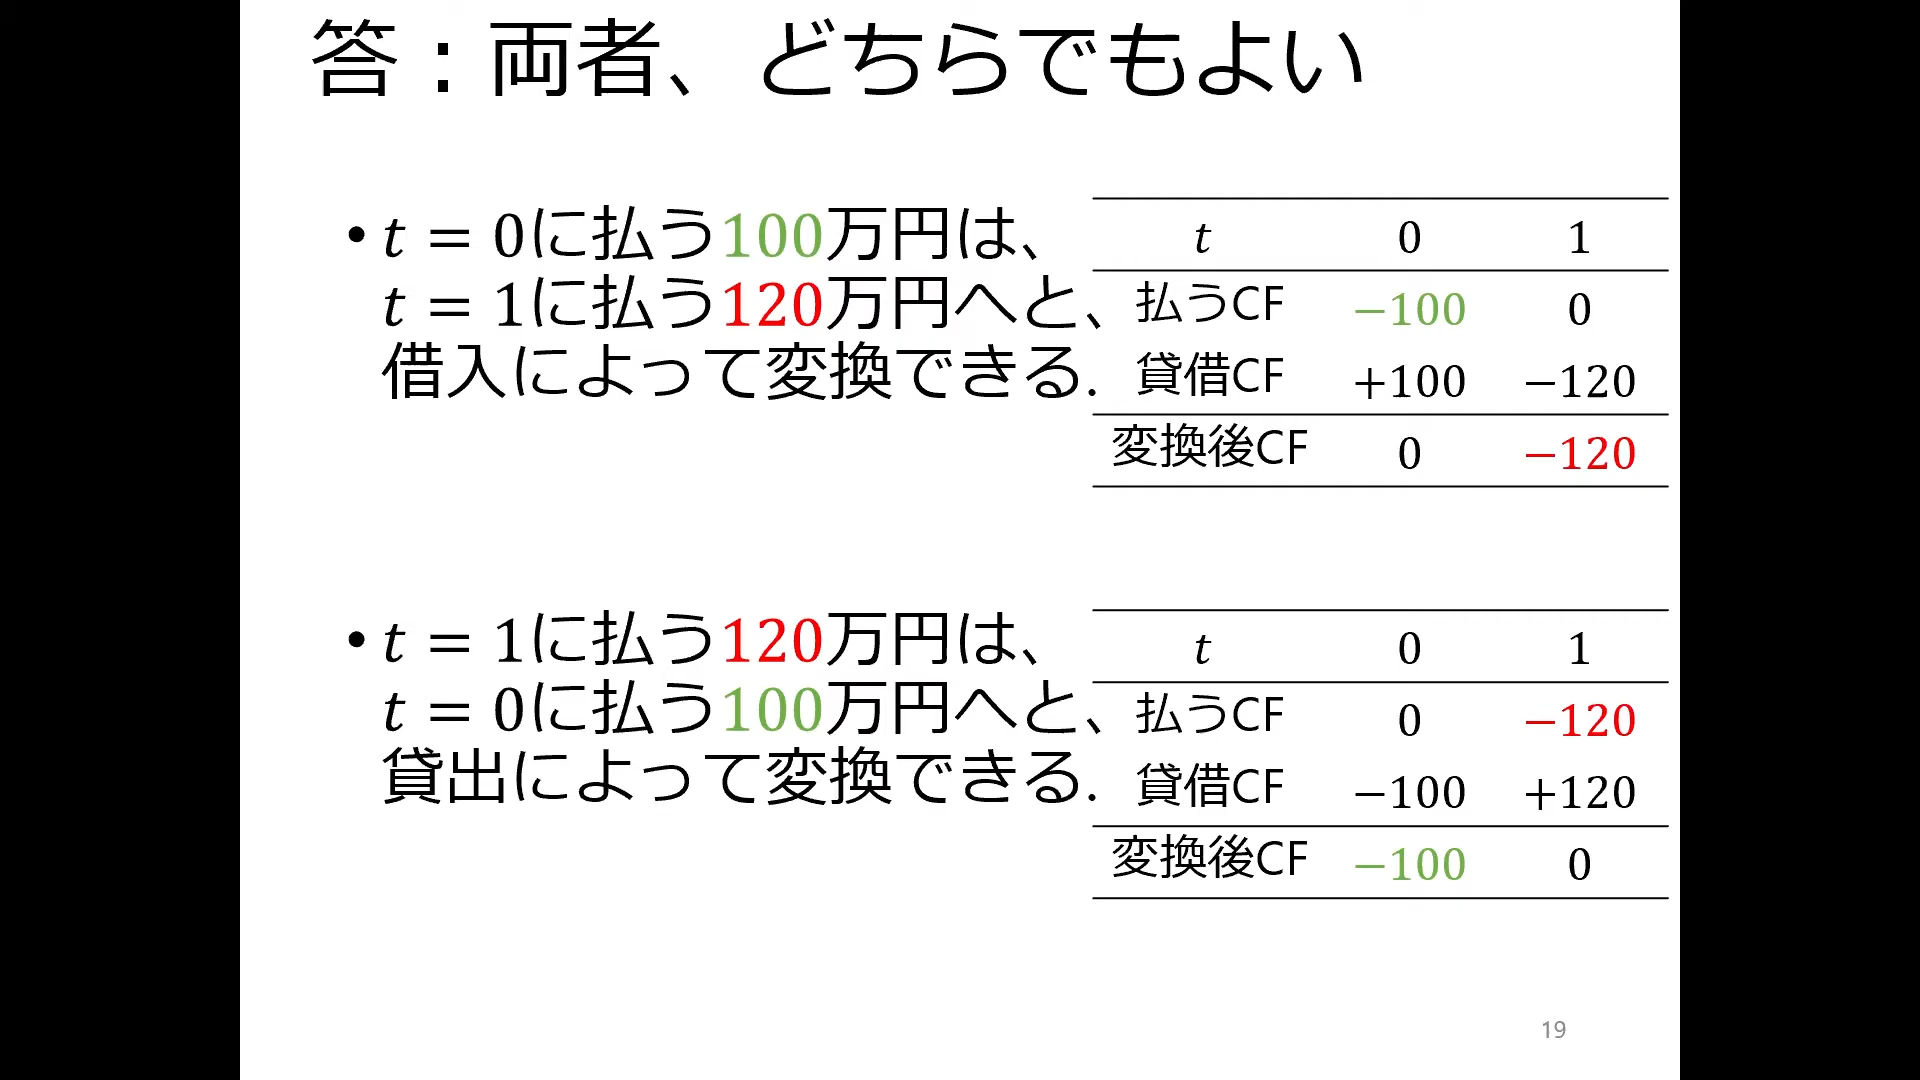 答：両者、どちらでもよい
• t = 0に払う100万円は、
t = 1に払う120万円へと、
借入によって変換できる.
t 0 1
払うCF −100 0
貸借CF +100 −120
変換後CF 0 −120
• t = 1に払う120万円は、
t = 0に払う100万円へと、
貸出によって変換できる.
t 0 1
払うCF 0 −120
貸借CF −100 +120
変換後CF −100 0
19